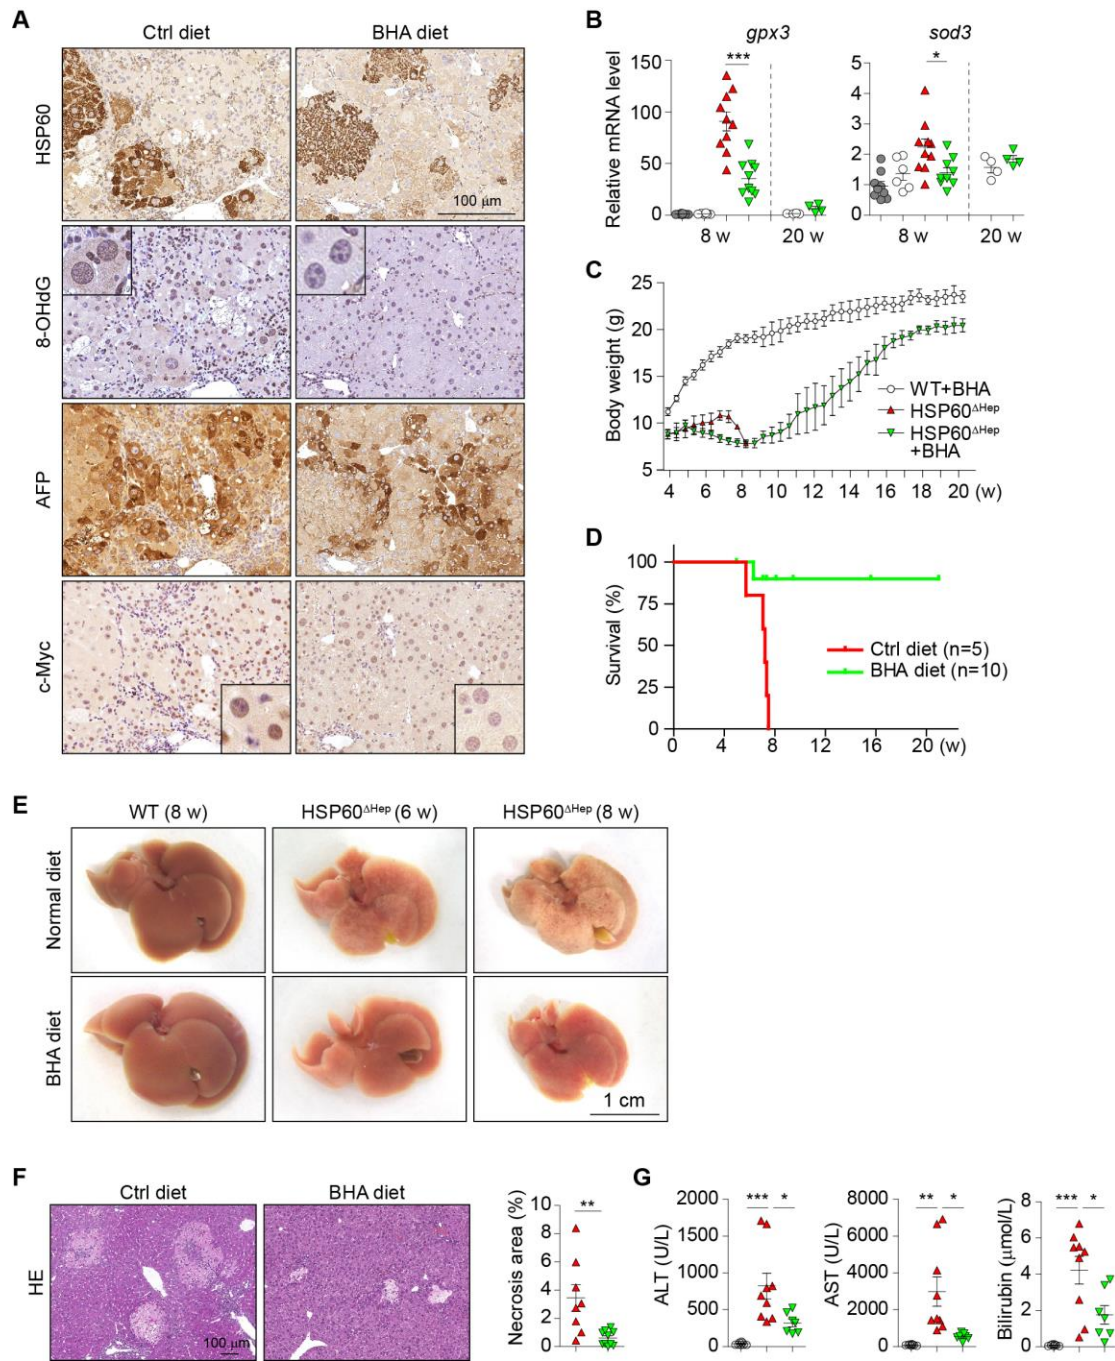 A
Ctrl diet
BHA diet
HSP60
100 µm
8-OHdG
AFP
c-Myc
B
gpx3
sod3
Relative mRNA level
***
*
150
100
50
0
5
4
3
2
1
0
8 w
20 w
8 w
20 w
C
Body weight (g)
25
20
15
10
5
4 6 8 10 12 14 16 18 20 (w)
WT+BHA
HSP60ΔHep
HSP60ΔHep
+BHA
D
Survival (%)
100
75
50
25
0
0 4 8 12 16 20 (w)
Ctrl diet (n=5)
BHA diet (n=10)
E
WT (8 w)
HSP60ΔHep (6 w)
HSP60ΔHep (8 w)
Normal diet
BHA diet
1 cm
F
Ctrl diet
BHA diet
HE
100 µm
Necrosis area (%)
**
10
8
6
4
2
0
G
ALT (U/L)
*** *
2000
1500
1000
500
0
AST (U/L)
** *
8000
6000
4000
2000
0
Bilirubin (µmol/L)
*** *
8
6
4
2
0